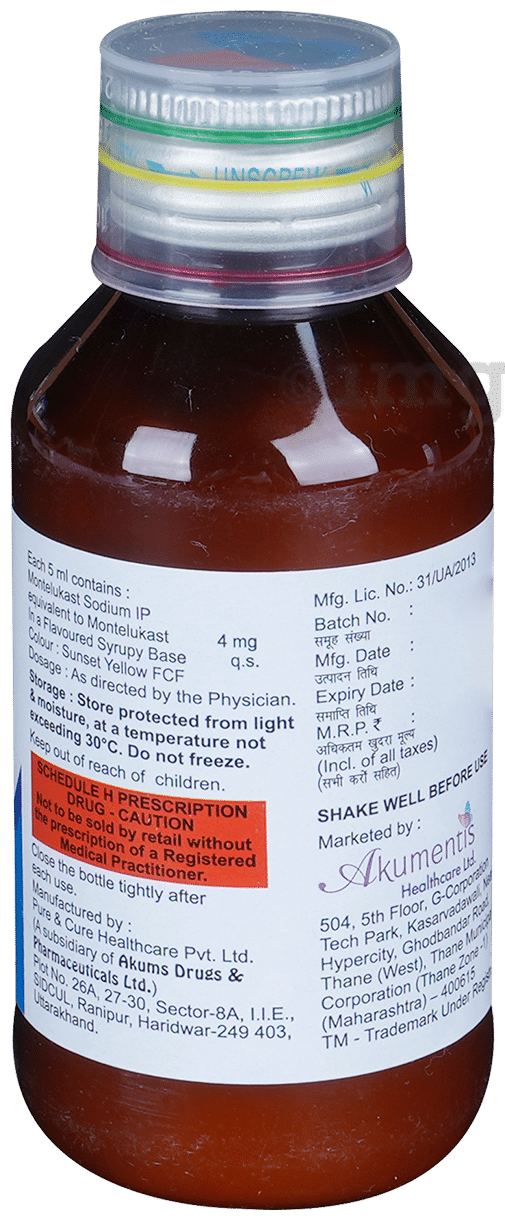 UNSCREW
1mg
Each 5 ml contains :
Montelukast Sodium IP
equivalent to Montelukast 4 mg
In a Flavoured Syrupy Base q.s.
Colour : Sunset Yellow FCF
Dosage : As directed by the Physician.
Storage : Store protected from light
& moisture, at a temperature not
exceeding 30°C. Do not freeze.
Keep out of reach of children.
SCHEDULE H PRESCRIPTION
DRUG - CAUTION
Not to be sold by retail without
the prescription of a Registered
Medical Practitioner.
Close the bottle tightly after
each use.
Manufactured by :
Pure & Cure Healthcare Pvt. Ltd.
(A subsidiary of Akums Drugs &
Pharmaceuticals Ltd.)
Plot No. 26A, 27-30, Sector-8A, I.I.E.,
SIDCUL, Ranipur, Haridwar-249 403,
Uttarakhand.
Mfg. Lic. No.: 31/UA/2013
Batch No. :
समूह संख्या
Mfg. Date :
उत्पादन तिथि
Expiry Date :
समाप्ति तिथि
M.R.P. ₹ :
अधिकतम खुदरा मूल्य
(Incl. of all taxes)
(सभी करों सहित)
SHAKE WELL BEFORE USE
Marketed by :
Akumentis
Healthcare Ltd.
504, 5th Floor, G-Corporation
Tech Park, Kasarvadawali,
Hypercity, Ghodbandar Road,
Thane (West), Thane
Corporation (Thane Zone -1)
(Maharashtra) – 400615
TM - Trademark Under